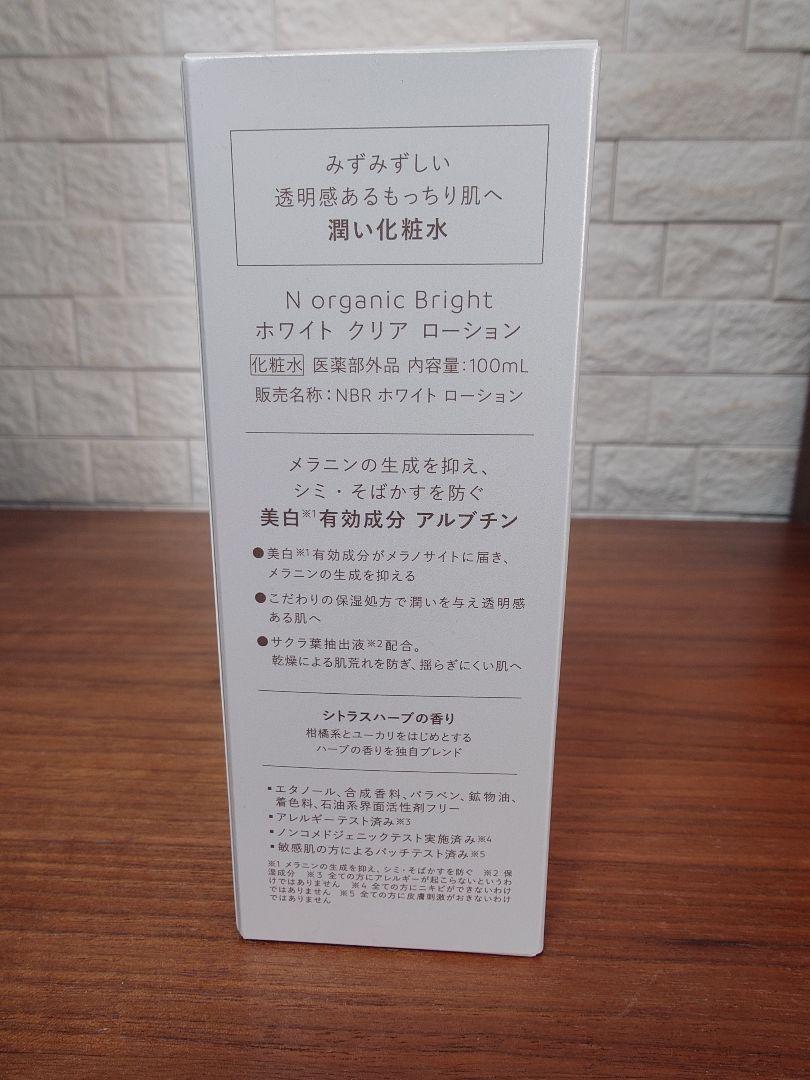 みずみずしい
透明感あるもっちり肌へ
潤い化粧水
N organic Bright
ホワイト クリア ローション
化粧水 医薬部外品 内容量:100mL
販売名称:NBR ホワイト ローション
メラニンの生成を抑え、
シミ・そばかすを防ぐ
美白※1有効成分 アルブチン
●美白※1有効成分がメラノサイトに届き、
メラニンの生成を抑える
●こだわりの保湿処方で潤いを与え透明感
ある肌へ
●サクラ葉抽出液※2配合。
乾燥による肌荒れを防ぎ、揺らぎにくい肌へ
シトラスハーブの香り
柑橘系とユーカリをはじめとする
ハーブの香りを独自ブレンド
▪エタノール、合成香料、パラベン、鉱物油、
着色料、石油系界面活性剤フリー
▪アレルギーテスト済み※3
▪ノンコメドジェニックテスト実施済み※4
▪敏感肌の方によるパッチテスト済み※5
※1 メラニンの生成を抑え、シミ・そばかすを防ぐ ※2 保
湿成分 ※3 全ての方にアレルギーが起こらないというわ
けではありません ※4 全ての方にニキビができないわけ
ではありません ※5 全ての方に皮膚刺激がおきないわけ
ではありません